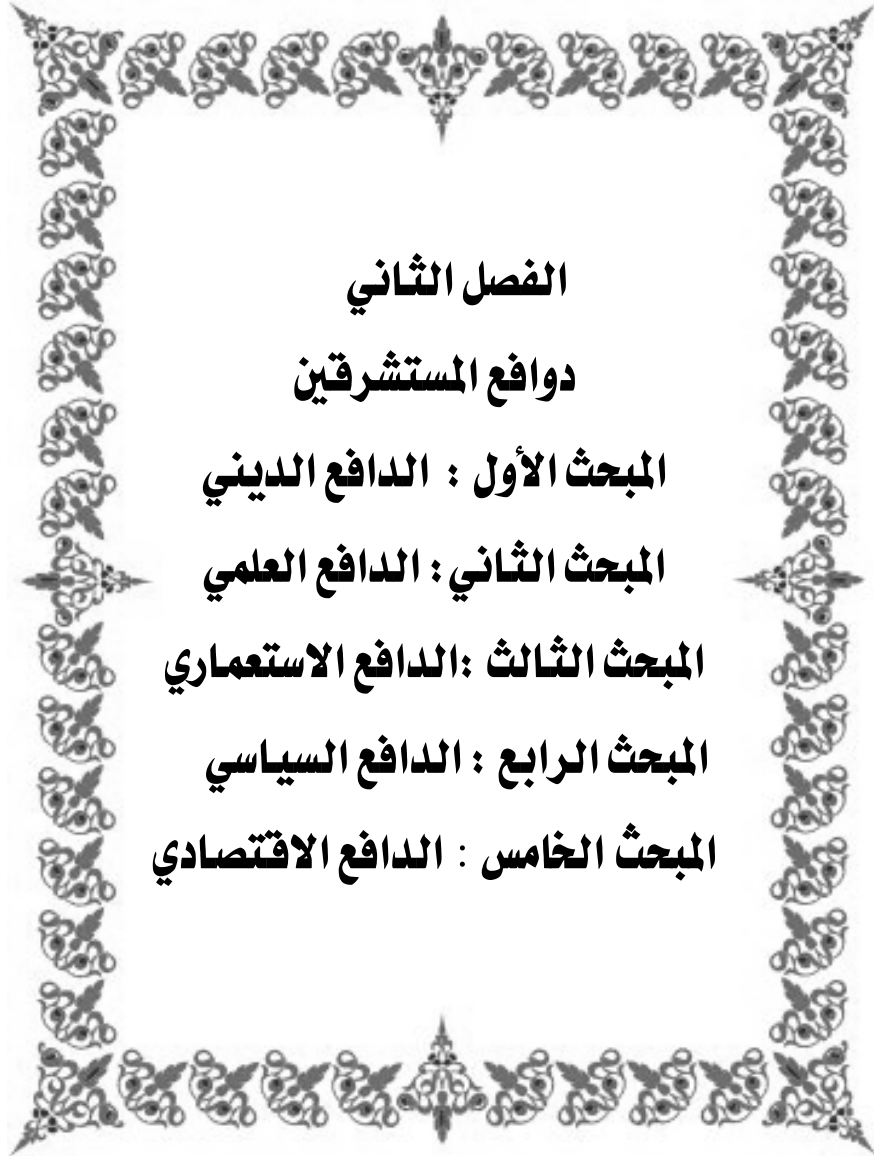 الفصل الثاني
دوافع المستشرقين
المبحث الأول : الدافع الديني
المبحث الثاني : الدافع العلمي
المبحث الثالث :الدافع الاستعماري
المبحث الرابع : الدافع السياسي
المبحث الخامس : الدافع الاقتصادي